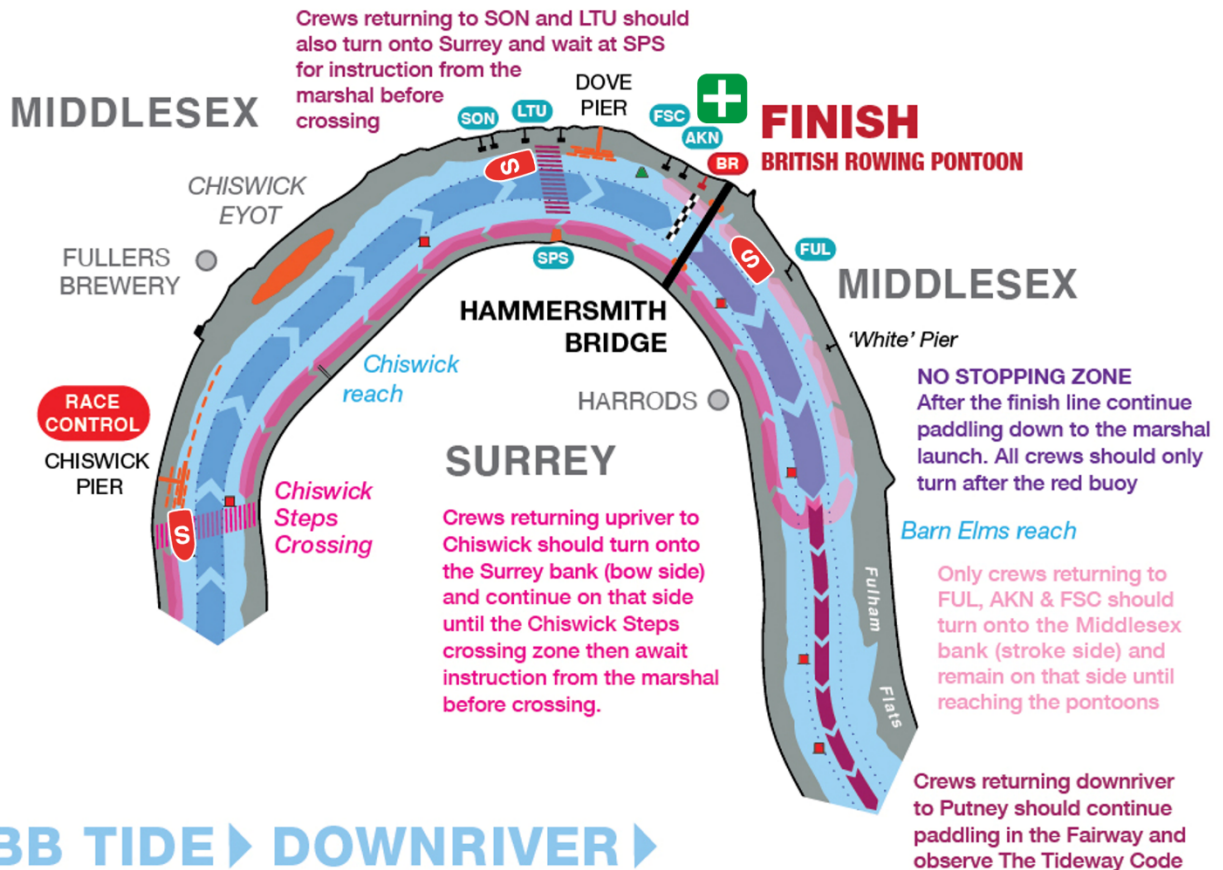 Crews returning to SON and LTU should
also turn onto Surrey and wait at SPS
for instruction from the
marshal before
crossing
MIDDLESEX
DOVE
PIER
SON
LTU
FSC
AKN
BR
FINISH
BRITISH ROWING PONTOON
CHISWICK
EYOT
FULLERS
BREWERY
S
SPS
S
FUL
MIDDLESEX
HAMMERSMITH
BRIDGE
'White' Pier
Chiswick
reach
HARRODS
RACE
CONTROL
CHISWICK
PIER
NO STOPPING ZONE
After the finish line continue
paddling down to the marshal
launch. All crews should only
turn after the red buoy
SURREY
Chiswick
Steps
Crossing
S
Crews returning upriver to
Chiswick should turn onto
the Surrey bank (bow side)
and continue on that side
until the Chiswick Steps
crossing zone then await
instruction from the marshal
before crossing.
Barn Elms reach
Fulham
Flats
Only crews returning to
FUL, AKN & FSC should
turn onto the Middlesex
bank (stroke side) and
remain on that side until
reaching the pontoons
Crews returning downriver
to Putney should continue
paddling in the Fairway and
observe The Tideway Code
BB TIDE DOWNRIVER